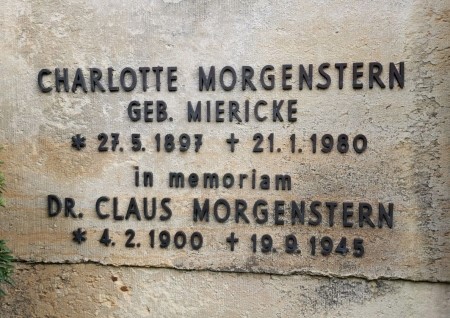 CHARLOTTE MORGENSTERN
GEB. MIERICKE
* 27.5.1897 † 21.1.1980
in memoriam
DR. CLAUS MORGENSTERN
* 4.2.1900 † 19.9.1945